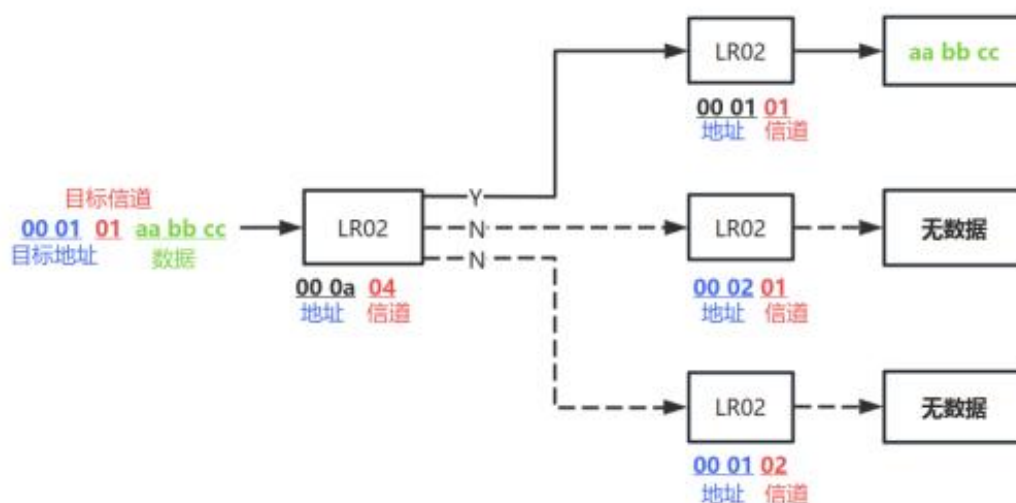 LR02
aa bb cc
00 01 01
地址 信道
目标信道
00 01 01 aa bb cc
目标地址 数据
LR02
00 0a 04
地址 信道
Y
N
N
LR02
无数据
00 02 01
地址 信道
LR02
无数据
00 01 02
地址 信道